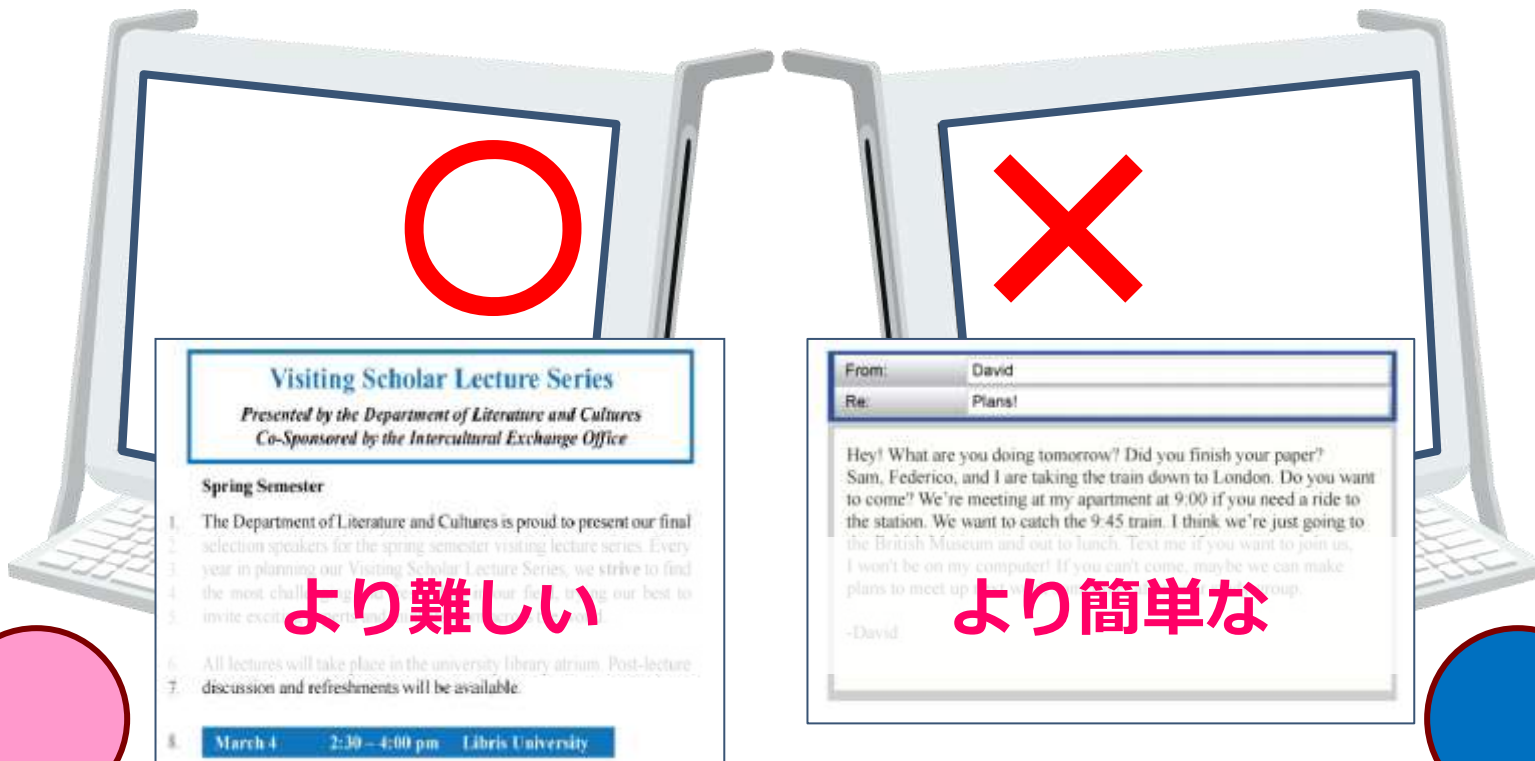 Visiting Scholar Lecture Series
Presented by the Department of Literature and Cultures
Co-Sponsored by the Intercultural Exchange Office
Spring Semester
1. The Department of Literature and Cultures is proud to present our final
2. selection speakers for the spring semester visiting lecture series. Every
3. year in planning our Visiting Scholar Lecture Series, we strive to find
4. the most our field, our best to
5. invite
より難しい
6. All lectures will take place in the university library atrium. Post-lecture
7. discussion and refreshments will be available.
8. March 4 2:30 – 4:00 pm Libris University
From: David
Re: Plans!
Hey! What are you doing tomorrow? Did you finish your paper?
Sam, Federico, and I are taking the train down to London. Do you want
to come? We're meeting at my apartment at 9:00 if you need a ride to
the station. We want to catch the 9:45 train. I think we're just going to
the British Museum and out to lunch. Text me if you want to join us,
I won't be on my computer! If you can't come, maybe we can make
plans to meet up group.
より簡単な
-David